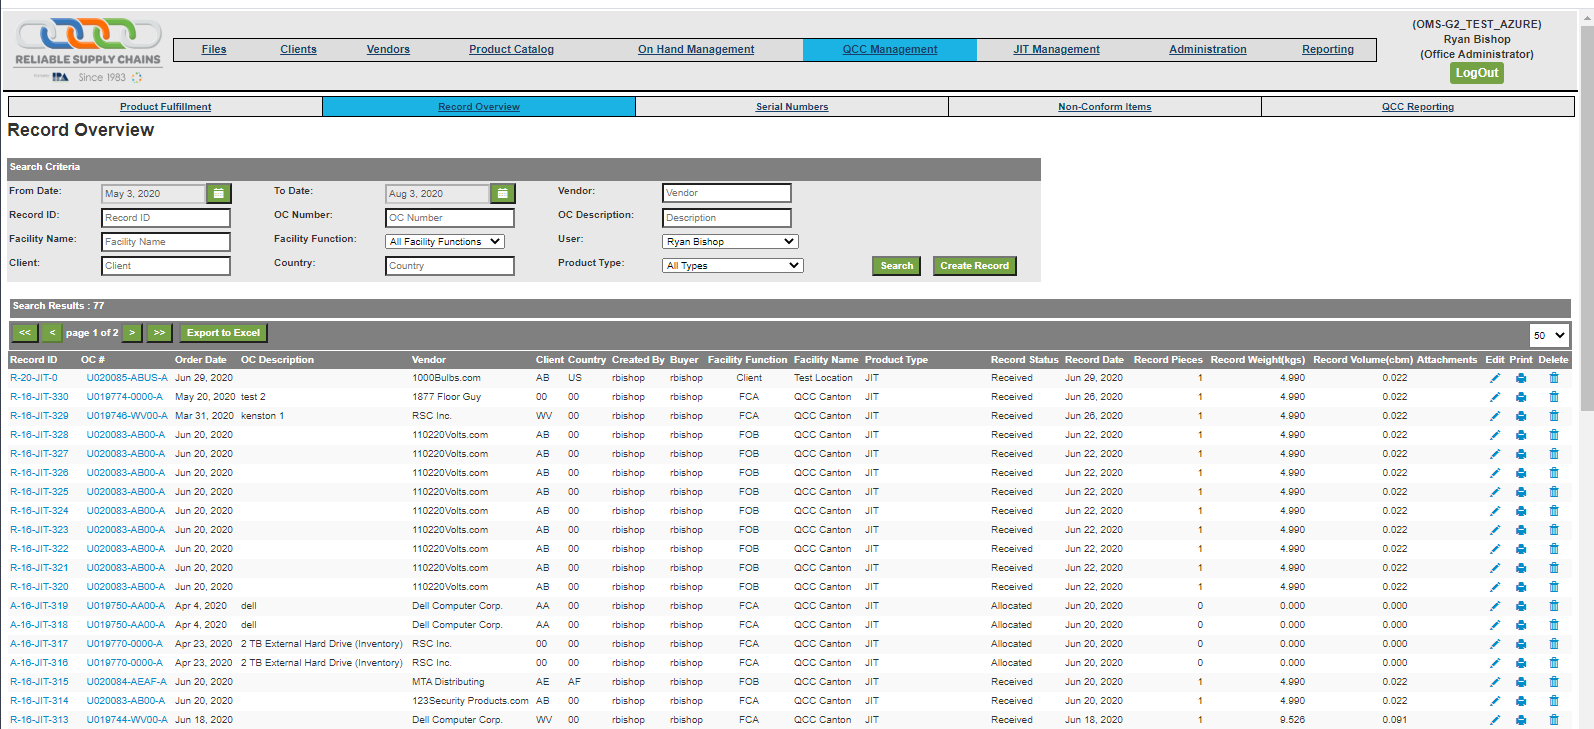 RELIABLE SUPPLY CHAINS
IPA Since 1983
Files Clients Vendors Product Catalog On Hand Management QCC Management JIT Management Administration Reporting
(OMS-G2_TEST_AZURE)
Ryan Bishop
(Office Administrator)
LogOut
Product Fulfillment Record Overview Serial Numbers Non-Conform Items QCC Reporting
Record Overview
Search Criteria
From Date: May 3, 2020 To Date: Aug 3, 2020 Vendor: Vendor
Record ID: Record ID OC Number: OC Number OC Description: Description
Facility Name: Facility Name Facility Function: All Facility Functions User: Ryan Bishop
Client: Client Country: Country Product Type: All Types Search Create Record
Search Results : 77
<< < page 1 of 2 > >> Export to Excel 50
Record ID OC # Order Date OC Description Vendor Client Country Created By Buyer Facility Function Facility Name Product Type Record Status Record Date Record Pieces Record Weight(kgs) Record Volume(cbm) Attachments Edit Print Delete
R-20-JIT-0 U020085-ABUS-A Jun 29, 2020 1000Bulbs.com AB US rbishop rbishop Client Test Location JIT Received Jun 29, 2020 1 4.990 0.022
R-16-JIT-330 U019774-0000-A May 20, 2020 test 2 1877 Floor Guy 00 00 rbishop rbishop FCA QCC Canton JIT Received Jun 26, 2020 1 4.990 0.022
R-16-JIT-329 U019746-WV00-A Mar 31, 2020 kenston 1 RSC Inc. WV 00 rbishop rbishop FCA QCC Canton JIT Received Jun 26, 2020 1 4.990 0.022
R-16-JIT-328 U020083-AB00-A Jun 20, 2020 110220Volts.com AB 00 rbishop rbishop FOB QCC Canton JIT Received Jun 22, 2020 1 4.990 0.022
R-16-JIT-327 U020083-AB00-A Jun 20, 2020 110220Volts.com AB 00 rbishop rbishop FOB QCC Canton JIT Received Jun 22, 2020 1 4.990 0.022
R-16-JIT-326 U020083-AB00-A Jun 20, 2020 110220Volts.com AB 00 rbishop rbishop FOB QCC Canton JIT Received Jun 22, 2020 1 4.990 0.022
R-16-JIT-325 U020083-AB00-A Jun 20, 2020 110220Volts.com AB 00 rbishop rbishop FOB QCC Canton JIT Received Jun 22, 2020 1 4.990 0.022
R-16-JIT-324 U020083-AB00-A Jun 20, 2020 110220Volts.com AB 00 rbishop rbishop FOB QCC Canton JIT Received Jun 22, 2020 1 4.990 0.022
R-16-JIT-323 U020083-AB00-A Jun 20, 2020 110220Volts.com AB 00 rbishop rbishop FOB QCC Canton JIT Received Jun 22, 2020 1 4.990 0.022
R-16-JIT-322 U020083-AB00-A Jun 20, 2020 110220Volts.com AB 00 rbishop rbishop FOB QCC Canton JIT Received Jun 22, 2020 1 4.990 0.022
R-16-JIT-321 U020083-AB00-A Jun 20, 2020 110220Volts.com AB 00 rbishop rbishop FOB QCC Canton JIT Received Jun 22, 2020 1 4.990 0.022
R-16-JIT-320 U020083-AB00-A Jun 20, 2020 110220Volts.com AB 00 rbishop rbishop FOB QCC Canton JIT Received Jun 22, 2020 1 4.990 0.022
A-16-JIT-319 U019750-AA00-A Apr 4, 2020 dell Dell Computer Corp. AA 00 rbishop rbishop FCA QCC Canton JIT Allocated Jun 20, 2020 0 0.000 0.000
A-16-JIT-318 U019750-AA00-A Apr 4, 2020 dell Dell Computer Corp. AA 00 rbishop rbishop FCA QCC Canton JIT Allocated Jun 20, 2020 0 0.000 0.000
A-16-JIT-317 U019770-0000-A Apr 23, 2020 2 TB External Hard Drive (Inventory) RSC Inc. 00 00 rbishop rbishop FCA QCC Canton JIT Allocated Jun 20, 2020 0 0.000 0.000
A-16-JIT-316 U019770-0000-A Apr 23, 2020 2 TB External Hard Drive (Inventory) RSC Inc. 00 00 rbishop rbishop FCA QCC Canton JIT Allocated Jun 20, 2020 0 0.000 0.000
R-16-JIT-315 U020084-AEAF-A Jun 20, 2020 MTA Distributing AE AF rbishop rbishop FOB QCC Canton JIT Received Jun 20, 2020 1 4.990 0.022
R-16-JIT-314 U020083-AB00-A Jun 20, 2020 123Security Products.com AB 00 rbishop rbishop FCA QCC Canton JIT Received Jun 20, 2020 1 4.990 0.022
R-16-JIT-313 U019744-WV00-A Jun 18, 2020 Dell Computer Corp. WV 00 rbishop rbishop FCA QCC Canton JIT Received Jun 18, 2020 1 9.526 0.091